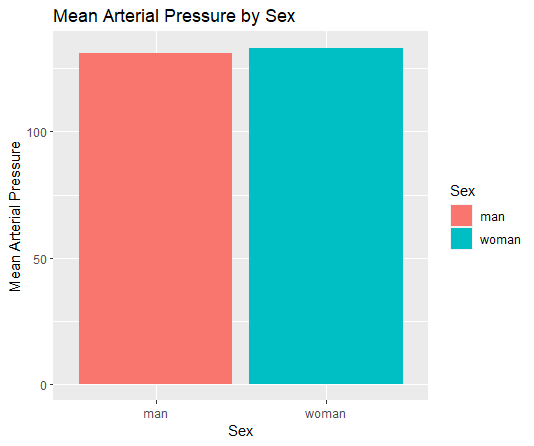 Mean Arterial Pressure by Sex
Mean Arterial Pressure
100
50
0
man
woman
Sex
Sex
man
woman